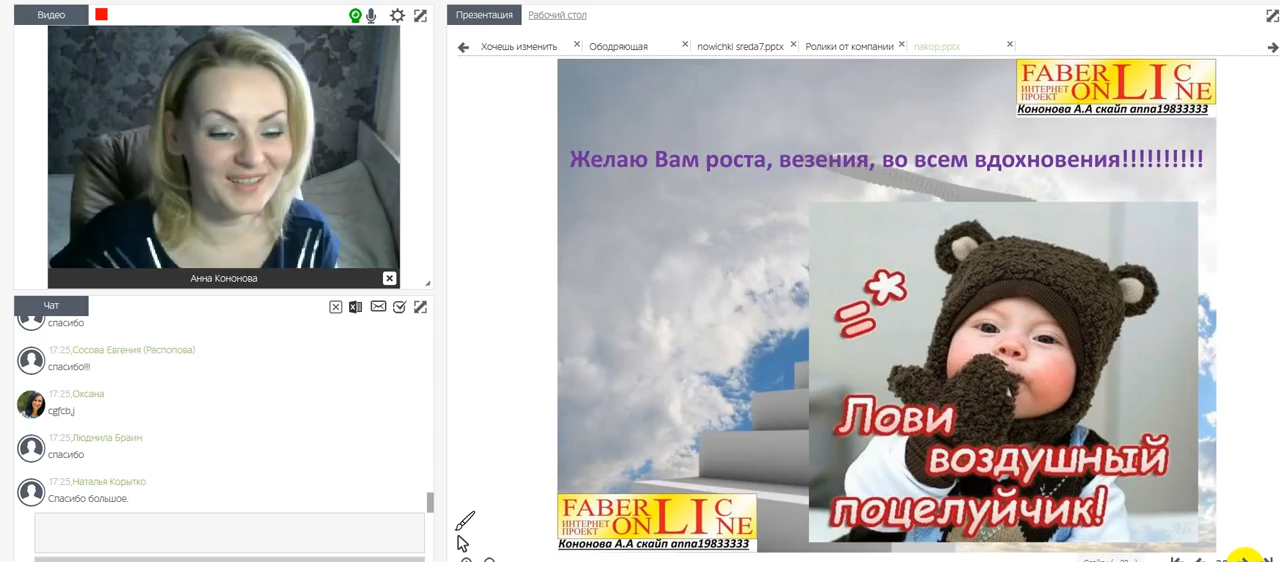 Видео
Анна Кононова
Чат
спасибо
17:25,Сосова Евгения (Распопова)
спасибо!!!
17:25,Оксана
cgfcb,j
17:25,Людмила Браим
спасибо
17:25,Наталья Корытко
Спасибо большое.
Презентация Рабочий стол
Хочешь изменить Ободряющая nowichki sreda7.pptx Ролики от компании nakop.pptx
FABERLIC
ИНТЕРНЕТ ПРОЕКТ ONLINE
Кононова А.А скайп anna19833333
Желаю Вам роста, везения, во всем вдохновения!!!!!!!!!!
=*
Лови
воздушный
поцелуйчик!
FABERLIC
ИНТЕРНЕТ ПРОЕКТ ONLINE
Кононова А.А скайп anna19833333